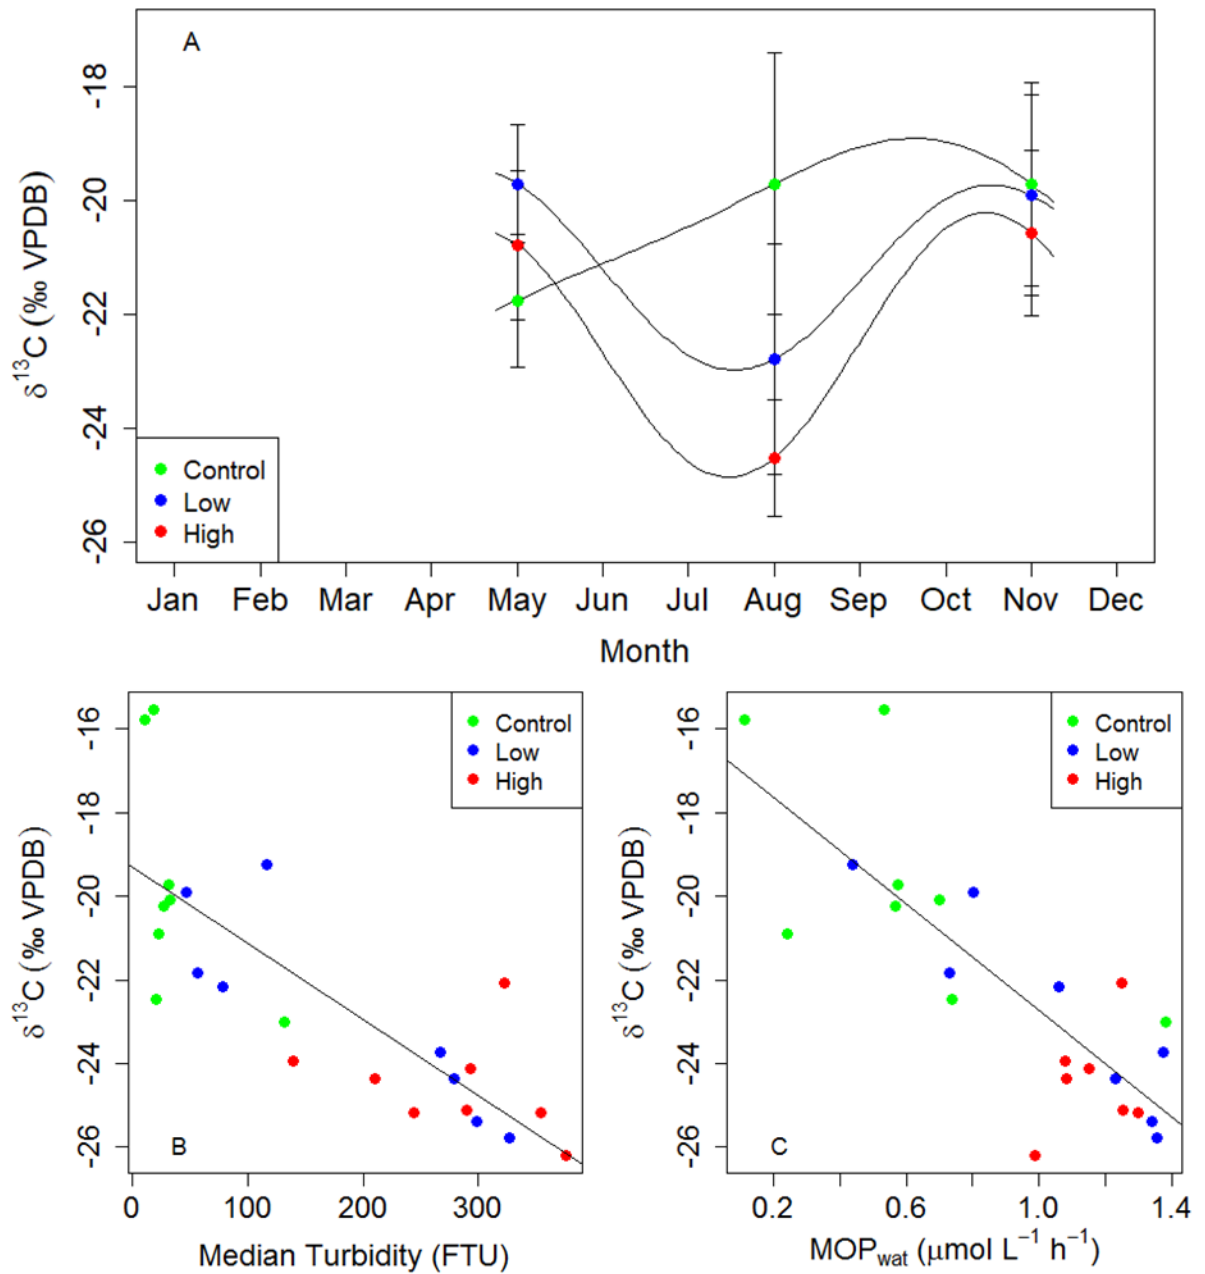 A
-18
-20
-22
-24
-26
δ¹³C (‰ VPDB)
Control
Low
High
Jan Feb Mar Apr May Jun Jul Aug Sep Oct Nov Dec
Month
-16
-18
-20
-22
-24
-26
δ¹³C (‰ VPDB)
Control
Low
High
B
0 100 200 300
Median Turbidity (FTU)
-16
-18
-20
-22
-24
-26
δ¹³C (‰ VPDB)
Control
Low
High
C
0.2 0.6 1.0 1.4
MOPwat (μmol L⁻¹ h⁻¹)